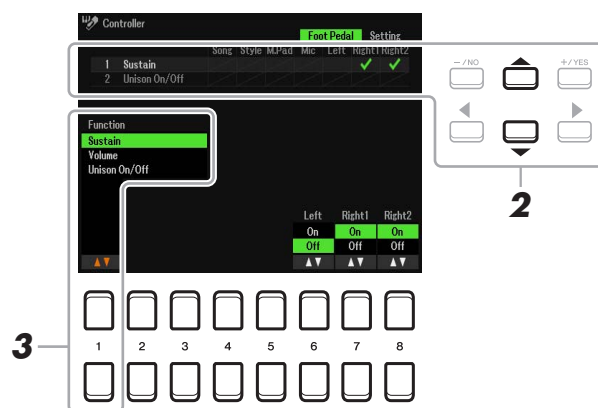 Controller
Foot Pedal Setting
Song Style M.Pad Mic Left Right1 Right2
1 Sustain
2 Unison On/Off
−/NO
+/YES
Function
Sustain
Volume
Unison On/Off
Left Right1 Right2
On On On
Off Off Off
2
3
1 2 3 4 5 6 7 8